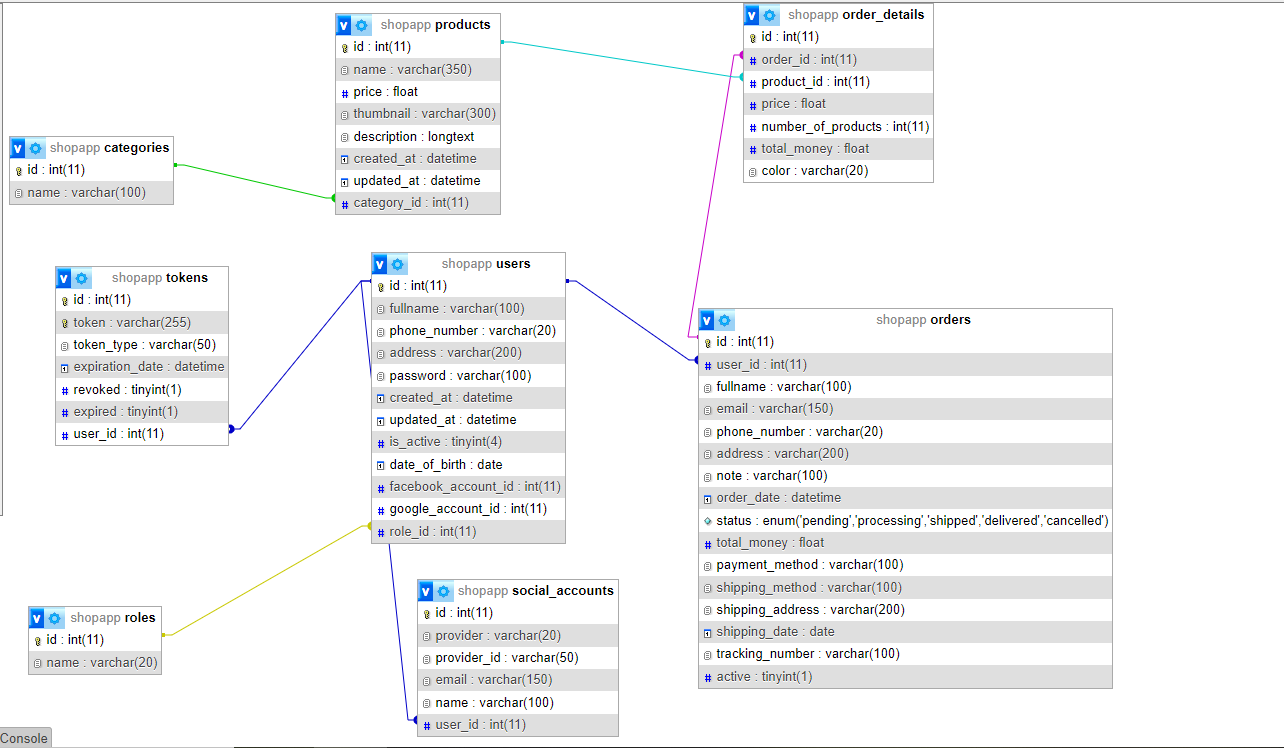 v shopapp products
id : int(11)
name : varchar(350)
price : float
thumbnail : varchar(300)
description : longtext
created_at : datetime
updated_at : datetime
category_id : int(11)
v shopapp order_details
id : int(11)
order_id : int(11)
product_id : int(11)
price : float
number_of_products : int(11)
total_money : float
color : varchar(20)
v shopapp categories
id : int(11)
name : varchar(100)
v shopapp tokens
id : int(11)
token : varchar(255)
token_type : varchar(50)
expiration_date : datetime
revoked : tinyint(1)
expired : tinyint(1)
user_id : int(11)
v shopapp users
id : int(11)
fullname : varchar(100)
phone_number : varchar(20)
address : varchar(200)
password : varchar(100)
created_at : datetime
updated_at : datetime
is_active : tinyint(4)
date_of_birth : date
facebook_account_id : int(11)
google_account_id : int(11)
role_id : int(11)
v shopapp orders
id : int(11)
user_id : int(11)
fullname : varchar(100)
email : varchar(150)
phone_number : varchar(20)
address : varchar(200)
note : varchar(100)
order_date : datetime
status : enum('pending','processing','shipped','delivered','cancelled')
total_money : float
payment_method : varchar(100)
shipping_method : varchar(100)
shipping_address : varchar(200)
shipping_date : date
tracking_number : varchar(100)
active : tinyint(1)
v shopapp roles
id : int(11)
name : varchar(20)
v shopapp social_accounts
id : int(11)
provider : varchar(20)
provider_id : varchar(50)
email : varchar(150)
name : varchar(100)
user_id : int(11)
Console